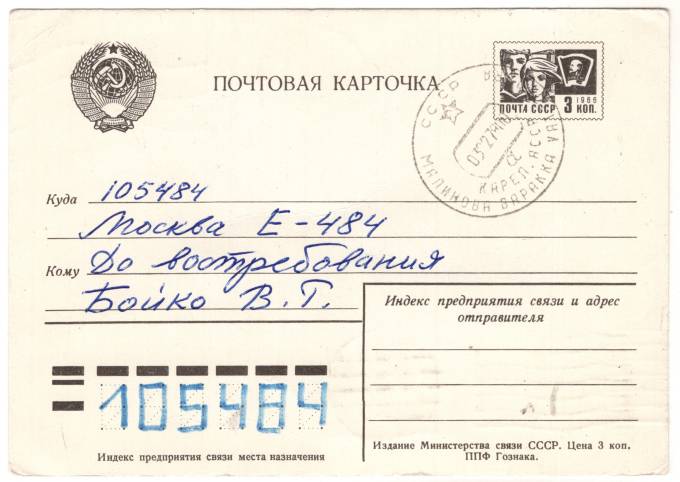 ПОЧТОВАЯ КАРТОЧКА
ПОЧТА СССР 3 КОП.
1966
СССР
КАРЕЛ. АССР
МАЛИНОВА ВАРАККА
Куда 105484
Москва Е-484
Кому До востребования
Бойко В.Г.
Индекс предприятия связи и адрес
отправителя
105484
Индекс предприятия связи места назначения
Издание Министерства связи СССР. Цена 3 коп.
ППФ Гознака.